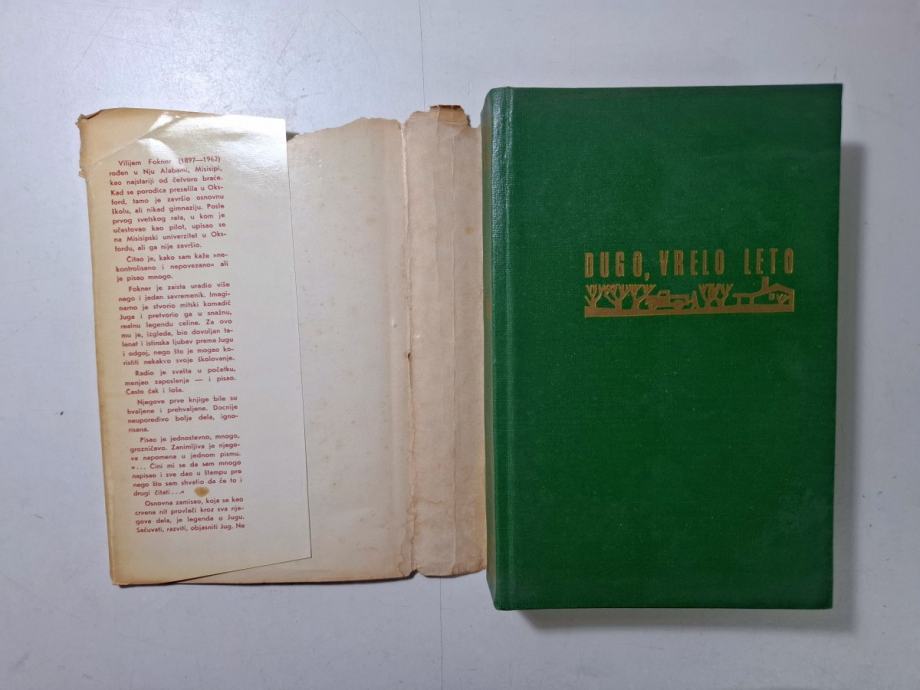 Vilijem Fokner (1897—1962)
rođen u Nju Alabami, Misisipi,
kao najstariji od četvoro braće.
Kad se porodica preselila u Oks-
ford, tamo je završio osnovnu
školu, ali nikad gimnaziju. Posle
prvog svetskog rata, u kom je
učestvovao kao pilot, upisao se
na Misisipski univerzitet u Oks-
fordu, ali ga nije završio.
Čitao je, kako sam kaže »ne-
kontrolisano i nepovezano« ali
je pisao mnogo.
Fokner je zaista uradio više
nego i jedan savremenik. Imagi-
narno je stvorio mitski komadić
Juga i pretvorio ga u snažnu,
realnu legendu celine. Za ovo
mu je, izgleda, bio dovoljan ta-
lenat i istinska ljubav prema Jugu
i odgoj, nego što je mogao ko-
ristiti nekakvo svoje školovanje.
Radio je svašta u početku,
menjao zaposlenja — i pisao.
Često čak i loša.
Njegove prve knjige bile su
hvaljene i prehvaljene. Docnije
neuporedivo bolja dela, igno-
risana.
Pisao je jednostavno, mnogo,
grozničavo. Zanimljiva je njego-
va napomena u jednom pismu.
»... Čini mi se da sam mnogo
napisao i sve dao u štampu pre
nego što sam shvatio da će to i
drugi čitati...«
Osnovna zamisao, koja se kao
crvena nit provlači kroz sva nje-
gova dela, je legenda o Jugu.
Sačuvati, razviti, objasniti Jug. Ne
DUGO, VRELO LETO